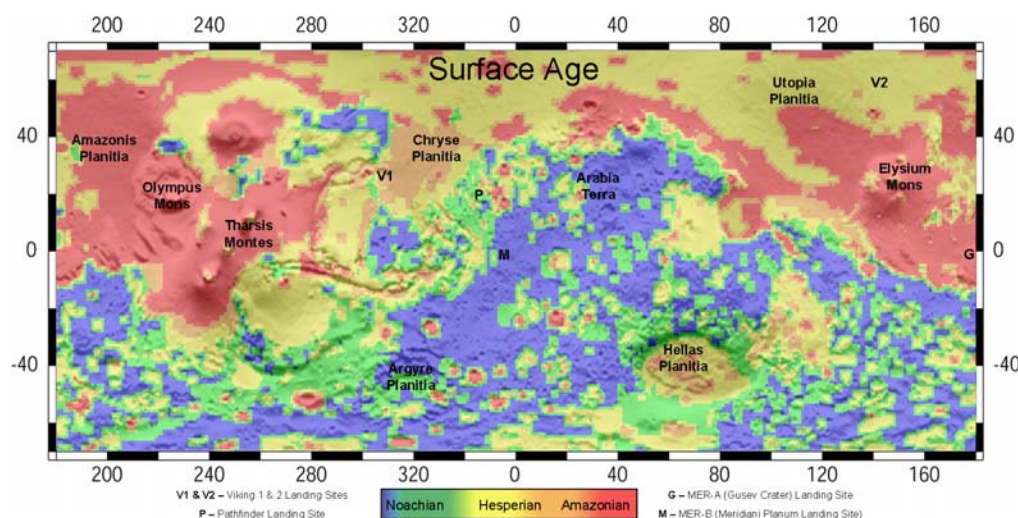 200 240 280 320 0 40 80 120 160
Surface Age
Utopia
Planitia
V2
40 40
Amazonis
Planitia
Chryse
Planitia
V1
Olympus
Mons
P
Arabia
Terra
Elysium
Mons
Tharsis
Montes
0 M G 0
-40 -40
Argyre
Planitia
Hellas
Planitia
200 240 280 320 0 40 80 120 160
V1 & V2 – Viking 1 & 2 Landing Sites
P – Pathfinder Landing Site
Noachian Hesperian Amazonian
G – MER-A (Gusev Crater) Landing Site
M – MER-B (Meridiani Planum Landing Site)